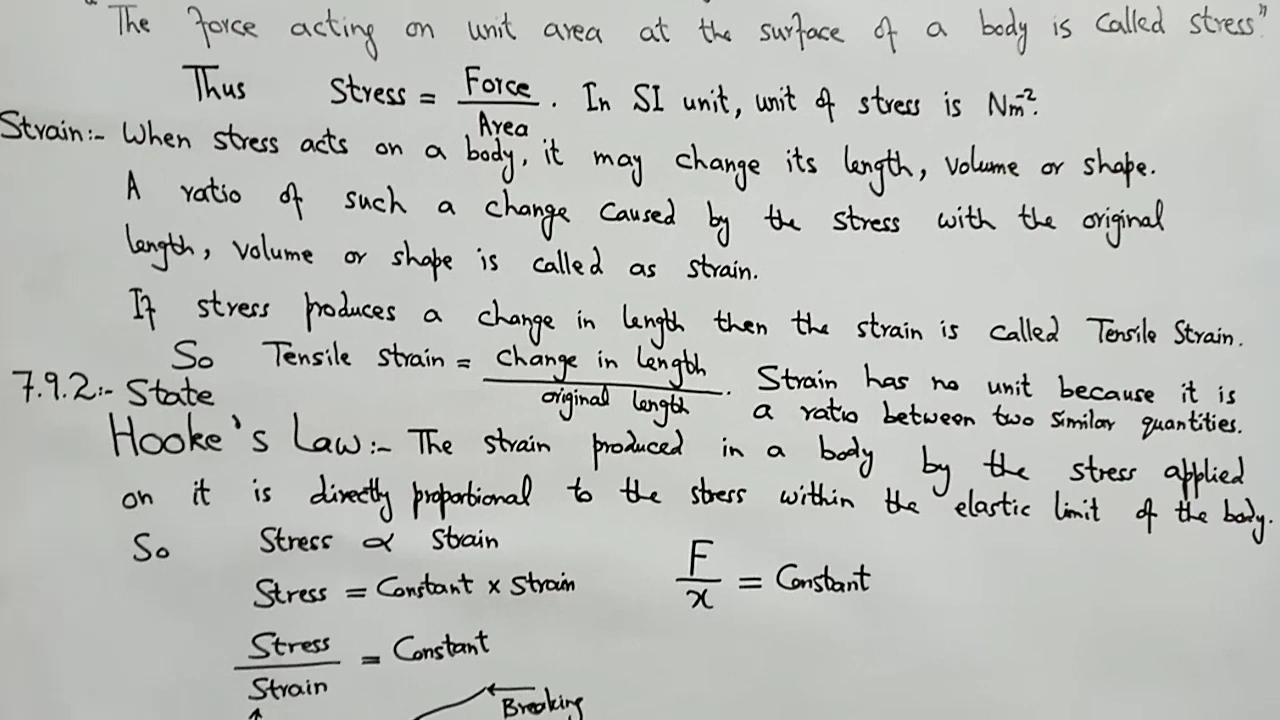 "The force acting on unit area at the surface of a body is called stress"
Thus Stress = Force / Area . In SI unit, unit of stress is Nm⁻².
Strain:- When stress acts on a body, it may change its length, volume or shape.
A ratio of such a change caused by the stress with the original
length, volume or shape is called as strain.
If stress produces a change in length then the strain is called Tensile Strain.
So Tensile strain = change in length / original length . Strain has no unit because it is
a ratio between two similar quantities.
7.9.2:- State
Hooke's Law:- The strain produced in a body by the stress applied
on it is directly proportional to the stress within the elastic limit of the body.
So Stress ∝ Strain
Stress = Constant × Strain
F / x = Constant
Stress / Strain = Constant
Breaking